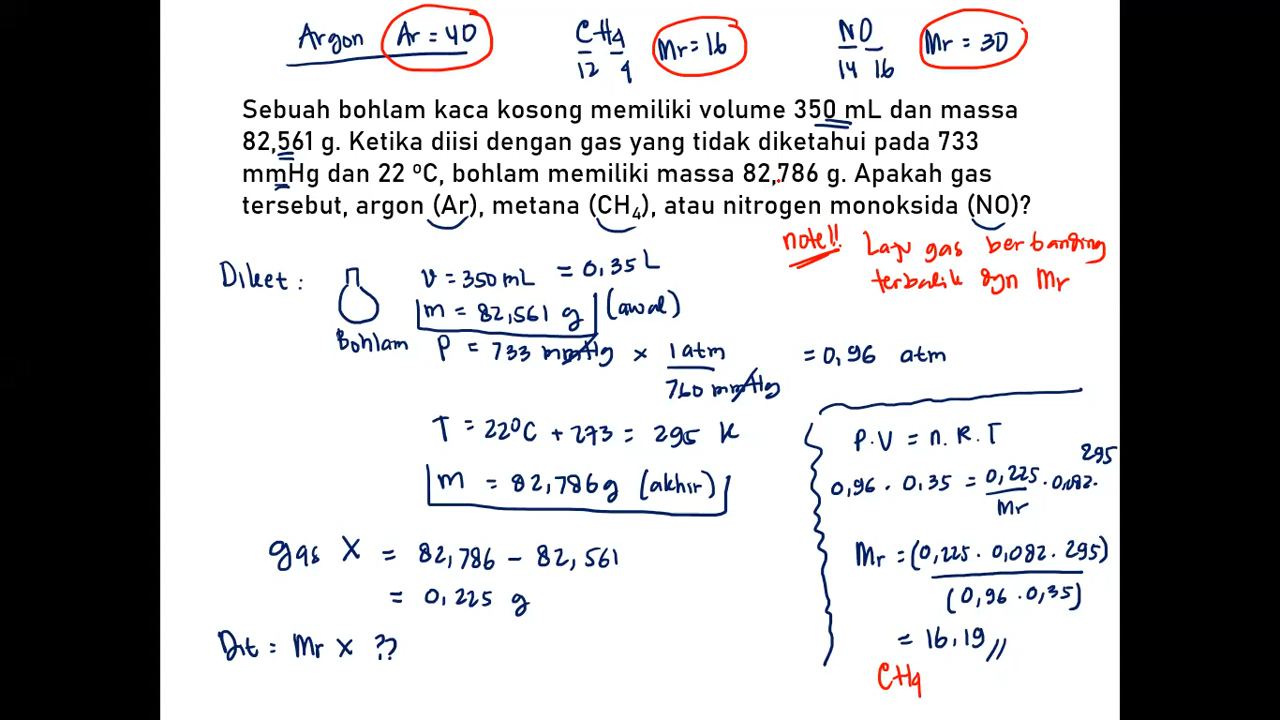 Argon Ar = 40 CH4 Mr = 16 NO Mr = 30
12 4 14 16
Sebuah bohlam kaca kosong memiliki volume 350 mL dan massa
82,561 g. Ketika diisi dengan gas yang tidak diketahui pada 733
mmHg dan 22 ºC, bohlam memiliki massa 82,786 g. Apakah gas
tersebut, argon (Ar), metana (CH₄), atau nitrogen monoksida (NO)?
note!! Laju gas berbanding
terbalik dgn Mr
Diket :
Bohlam
V = 350 mL = 0,35 L
m = 82,561 g (awal)
P = 733 mmHg x 1 atm = 0,96 atm
760 mmHg
T = 22°C + 273 = 295 K
m = 82,786 g (akhir)
gas X = 82,786 - 82,561
= 0,225 g
Dit = Mr X ??
P.V = n.R.T
0,96 . 0,35 = 0,225 . 0,082. 295
Mr
Mr = (0,225 . 0,082 . 295)
(0,96 . 0,35)
= 16,19 //
CH4